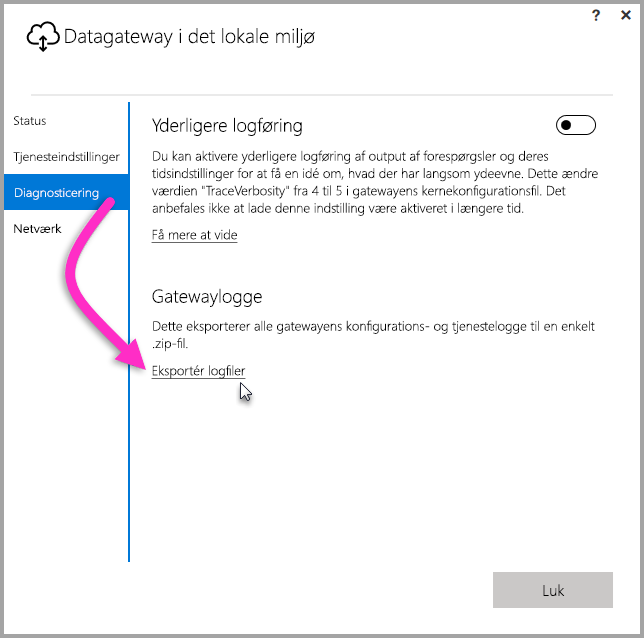 ? ×
Datagateway i det lokale miljø
Status
Tjenesteindstillinger
Diagnosticering
Netværk
Yderligere logføring
Du kan aktivere yderligere logføring af output af forespørgsler og deres
tidsindstillinger for at få en idé om, hvad der har langsom ydeevne. Dette ændre
værdien "TraceVerbosity" fra 4 til 5 i gatewayens kernekonfigurationsfil. Det
anbefales ikke at lade denne indstilling være aktiveret i længere tid.
Få mere at vide
Gatewaylogge
Dette eksporterer alle gatewayens konfigurations- og tjenestelogge til en enkelt
.zip-fil.
Eksportér logfiler
Luk